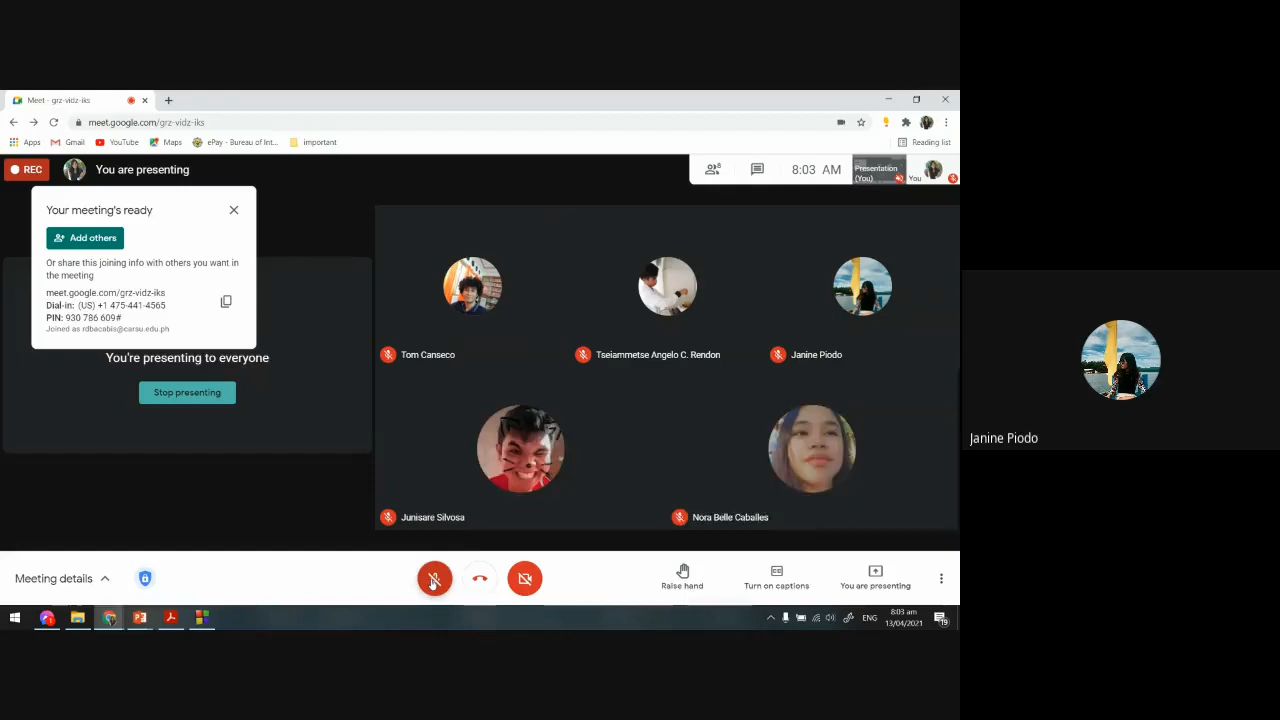 Meet - grz-vidz-iks
meet.google.com/grz-vidz-iks
Apps Gmail YouTube Maps ePay - Bureau of Int... important Reading list
REC You are presenting 8 8:03 AM Presentation (You) You
Your meeting's ready
Add others
Or share this joining info with others you want in
the meeting
meet.google.com/grz-vidz-iks
Dial-in: (US) +1 475-441-4565
PIN: 930 786 609#
Joined as rdbacabis@carsu.edu.ph
You're presenting to everyone
Stop presenting
Tom Canseco Tseiammetse Angelo C. Rendon Janine Piodo
Junisare Silvosa Nora Belle Caballes
Janine Piodo
Meeting details Raise hand Turn on captions You are presenting
ENG 8:03 am
13/04/2021 19